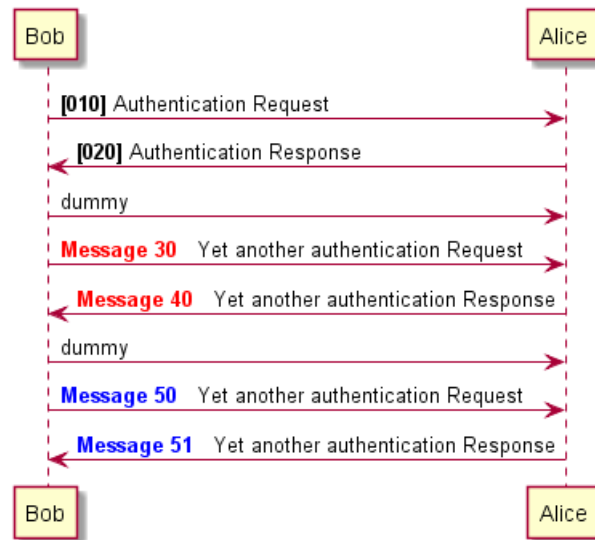 Bob Alice
[010] Authentication Request
[020] Authentication Response
dummy
Message 30 Yet another authentication Request
Message 40 Yet another authentication Response
dummy
Message 50 Yet another authentication Request
Message 51 Yet another authentication Response
Bob Alice